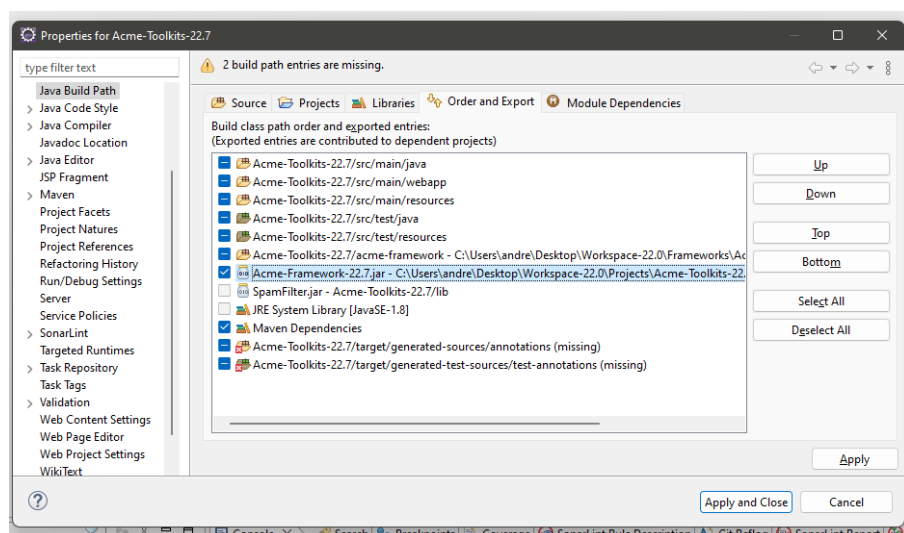 Properties for Acme-Toolkits-22.7
type filter text
2 build path entries are missing.
Java Build Path
Java Code Style
Java Compiler
Javadoc Location
Java Editor
JSP Fragment
Maven
Project Facets
Project Natures
Project References
Refactoring History
Run/Debug Settings
Server
Service Policies
SonarLint
Targeted Runtimes
Task Repository
Task Tags
Validation
Web Content Settings
Web Page Editor
Web Project Settings
WikiText
Source Projects Libraries Order and Export Module Dependencies
Build class path order and exported entries:
(Exported entries are contributed to dependent projects)
Acme-Toolkits-22.7/src/main/java
Acme-Toolkits-22.7/src/main/webapp
Acme-Toolkits-22.7/src/main/resources
Acme-Toolkits-22.7/src/test/java
Acme-Toolkits-22.7/src/test/resources
Acme-Toolkits-22.7/acme-framework - C:\Users\andre\Desktop\Workspace-22.0\Frameworks\Ac
Acme-Framework-22.7.jar - C:\Users\andre\Desktop\Workspace-22.0\Projects\Acme-Toolkits-22.
SpamFilter.jar - Acme-Toolkits-22.7/lib
JRE System Library [JavaSE-1.8]
Maven Dependencies
Acme-Toolkits-22.7/target/generated-sources/annotations (missing)
Acme-Toolkits-22.7/target/generated-test-sources/test-annotations (missing)
Up
Down
Top
Bottom
Select All
Deselect All
Apply
Apply and Close Cancel